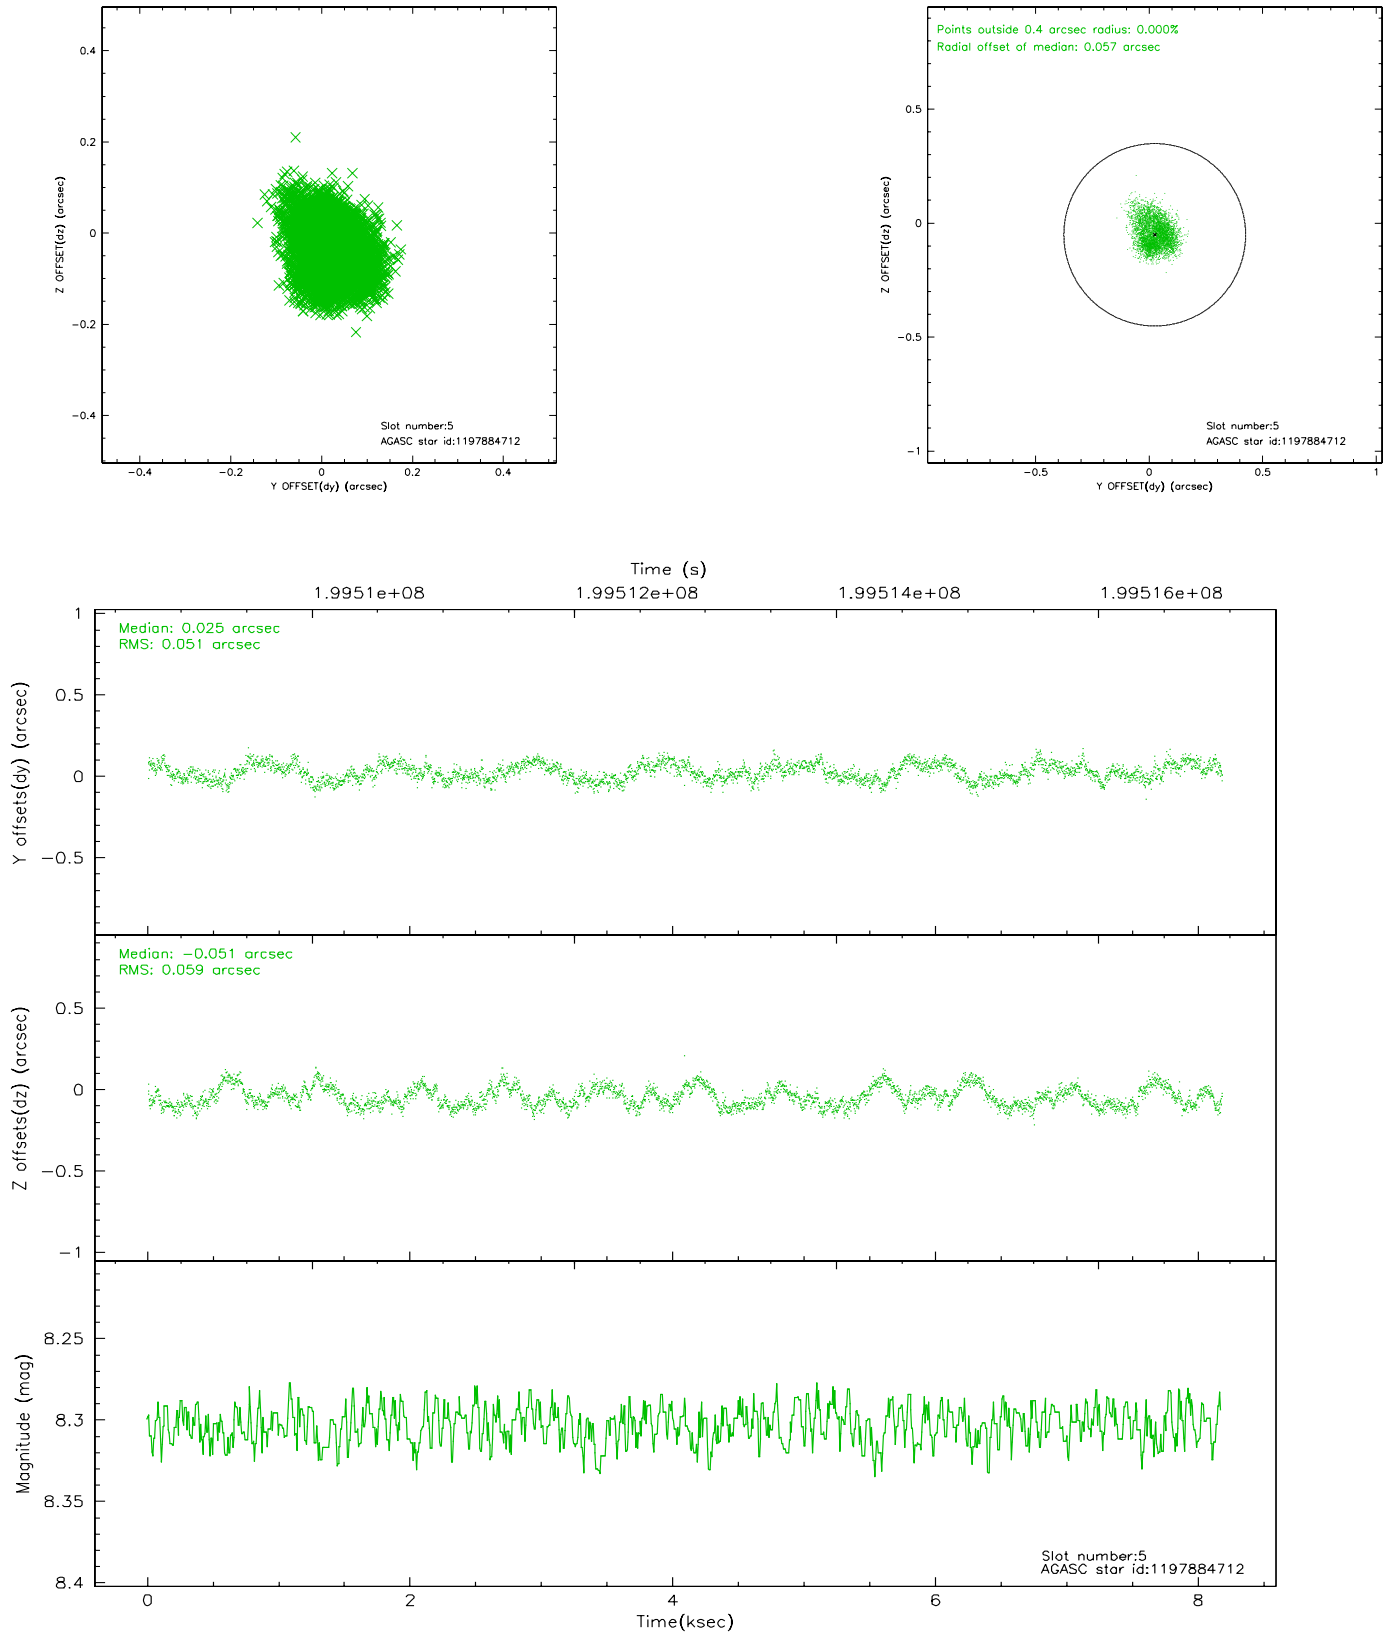 0.4
0.2
0
−0.2
−0.4
Z OFFSET(dz) (arcsec)
Slot number:5
AGASC star id:1197884712
−0.4 −0.2 0 0.2 0.4
Y OFFSET(dy) (arcsec)
Points outside 0.4 arcsec radius: 0.000%
Radial offset of median: 0.057 arcsec
0.5
0
−0.5
−1
Z OFFSET(dz) (arcsec)
Slot number:5
AGASC star id:1197884712
−0.5 0 0.5 1
Y OFFSET(dy) (arcsec)
Time (s)
1.9951e+08 1.99512e+08 1.99514e+08 1.99516e+08
Median: 0.025 arcsec
RMS: 0.051 arcsec
1
0.5
0
−0.5
Y offsets(dy) (arcsec)
Median: −0.051 arcsec
RMS: 0.059 arcsec
0.5
0
−0.5
−1
Z offsets(dz) (arcsec)
8.25
8.3
8.35
8.4
Magnitude (mag)
Slot number:5
AGASC star id:1197884712
0 2 4 6 8
Time(ksec)